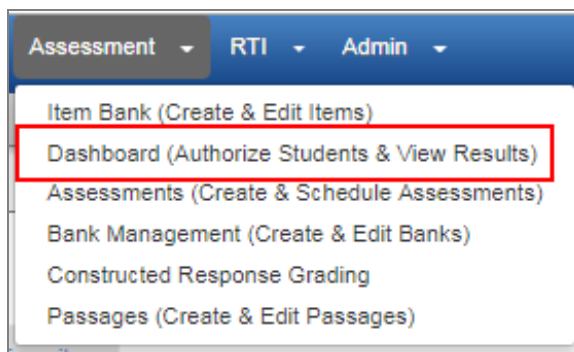 Assessment RTI Admin
Item Bank (Create & Edit Items)
Dashboard (Authorize Students & View Results)
Assessments (Create & Schedule Assessments)
Bank Management (Create & Edit Banks)
Constructed Response Grading
Passages (Create & Edit Passages)